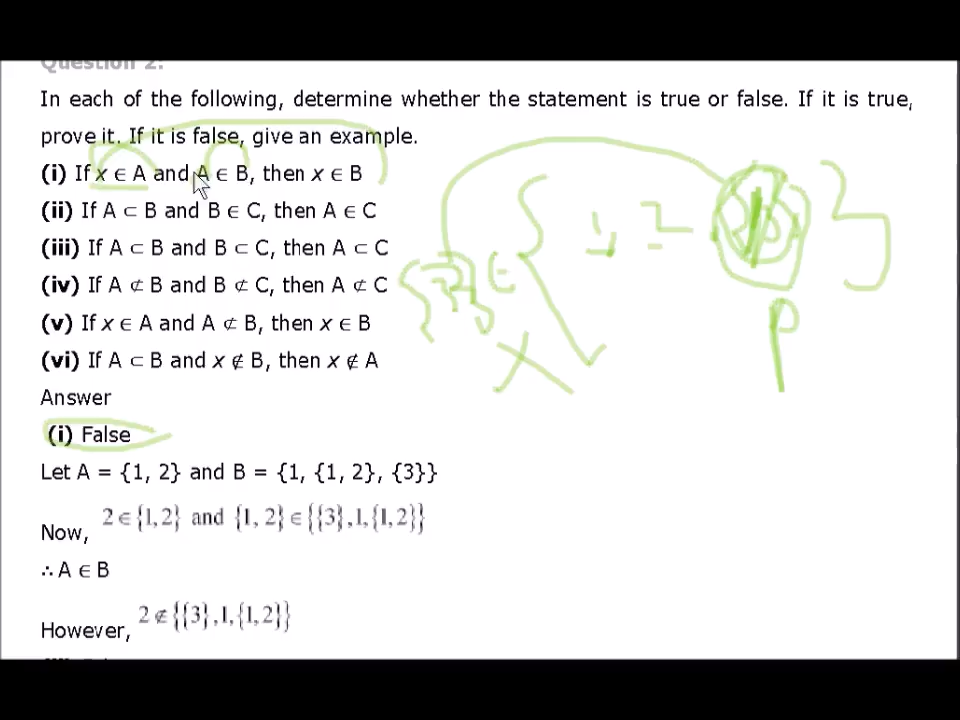 Question 2:
In each of the following, determine whether the statement is true or false. If it is true,
prove it. If it is false, give an example.
(i) If x ∈ A and A ∈ B, then x ∈ B
(ii) If A ⊂ B and B ∈ C, then A ∈ C
(iii) If A ⊂ B and B ⊂ C, then A ⊂ C
(iv) If A ⊄ B and B ⊄ C, then A ⊄ C
(v) If x ∈ A and A ⊄ B, then x ∈ B
(vi) If A ⊂ B and x ∉ B, then x ∉ A
Answer
(i) False
Let A = {1, 2} and B = {1, {1, 2}, {3}}
Now, 2 ∈ {1,2} and {1, 2} ∈ {{3},1,{1,2}}
∴ A ∈ B
However, 2 ∉ {{3},1,{1,2}}
P